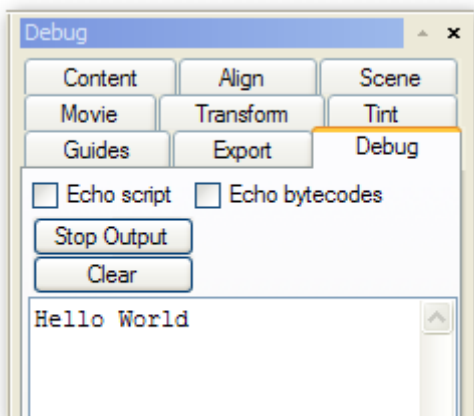 Debug
Content Align Scene
Movie Transform Tint
Guides Export Debug
Echo script Echo bytecodes
Stop Output
Clear
Hello World